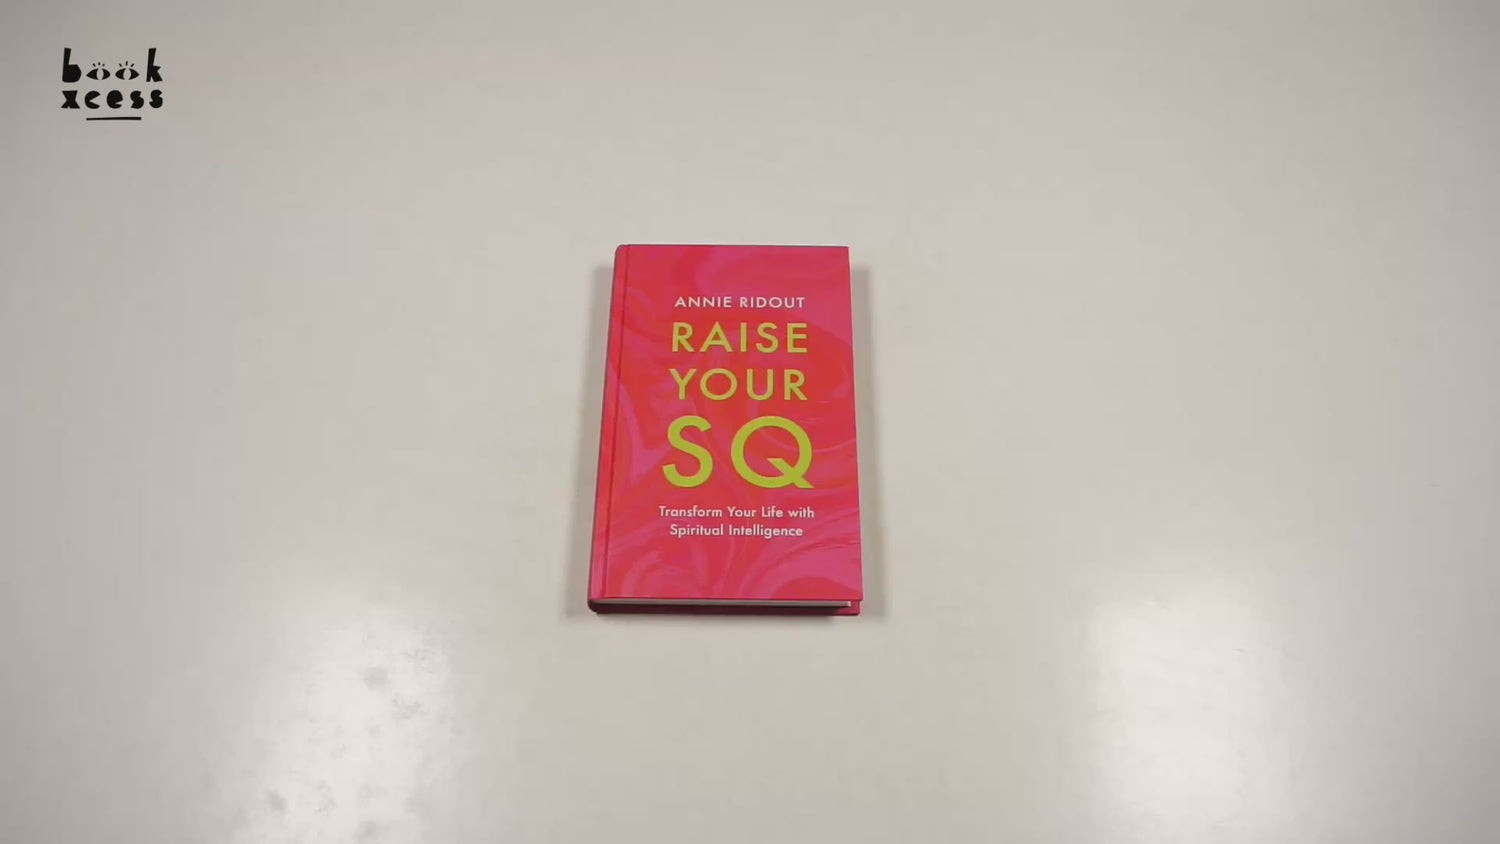 book
xcess
ANNIE RIDOUT
RAISE
YOUR
SQ
Transform Your Life with
Spiritual Intelligence